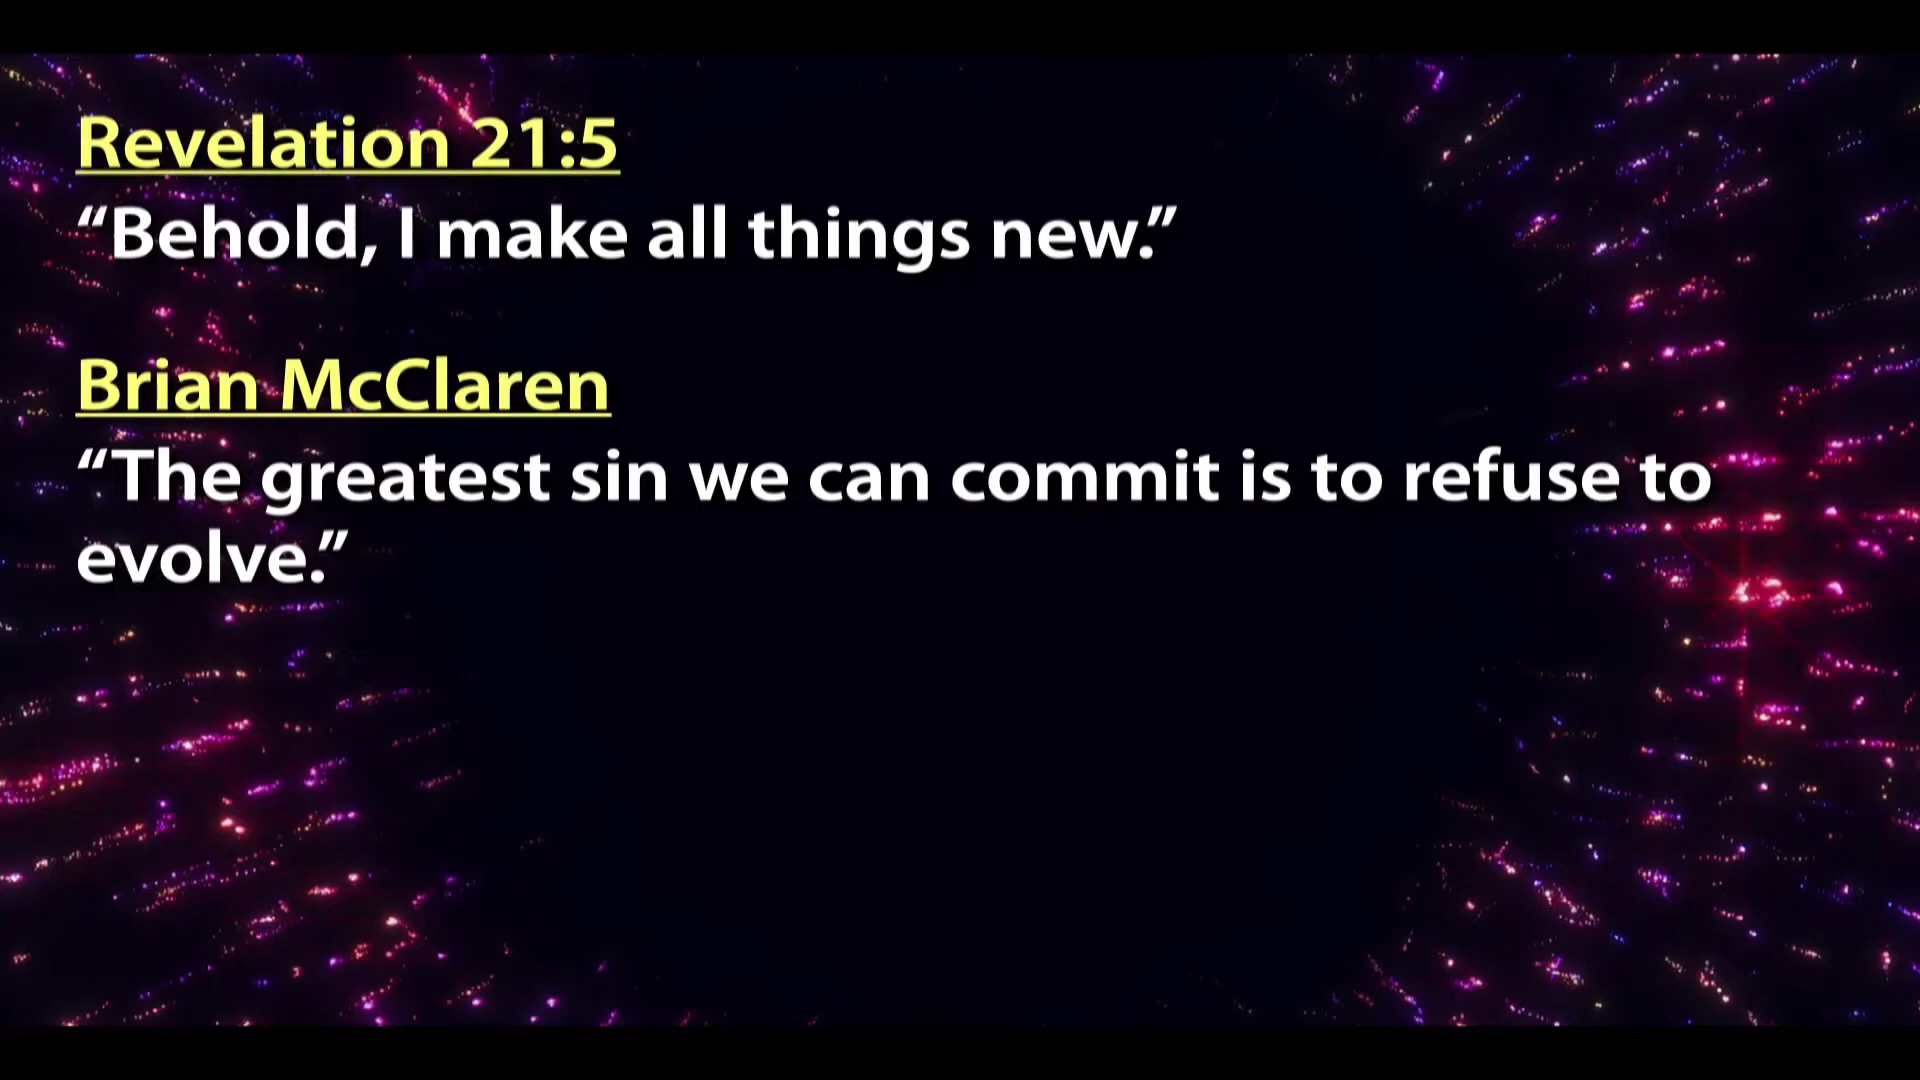 Revelation 21:5
“Behold, I make all things new.”
Brian McClaren
“The greatest sin we can commit is to refuse to
evolve.”